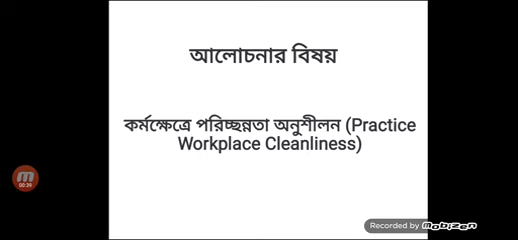 আলোচনার বিষয়
কর্মক্ষেত্রে পরিচ্ছন্নতা অনুশীলন (Practice
Workplace Cleanliness)
00:39
Recorded by mobizen